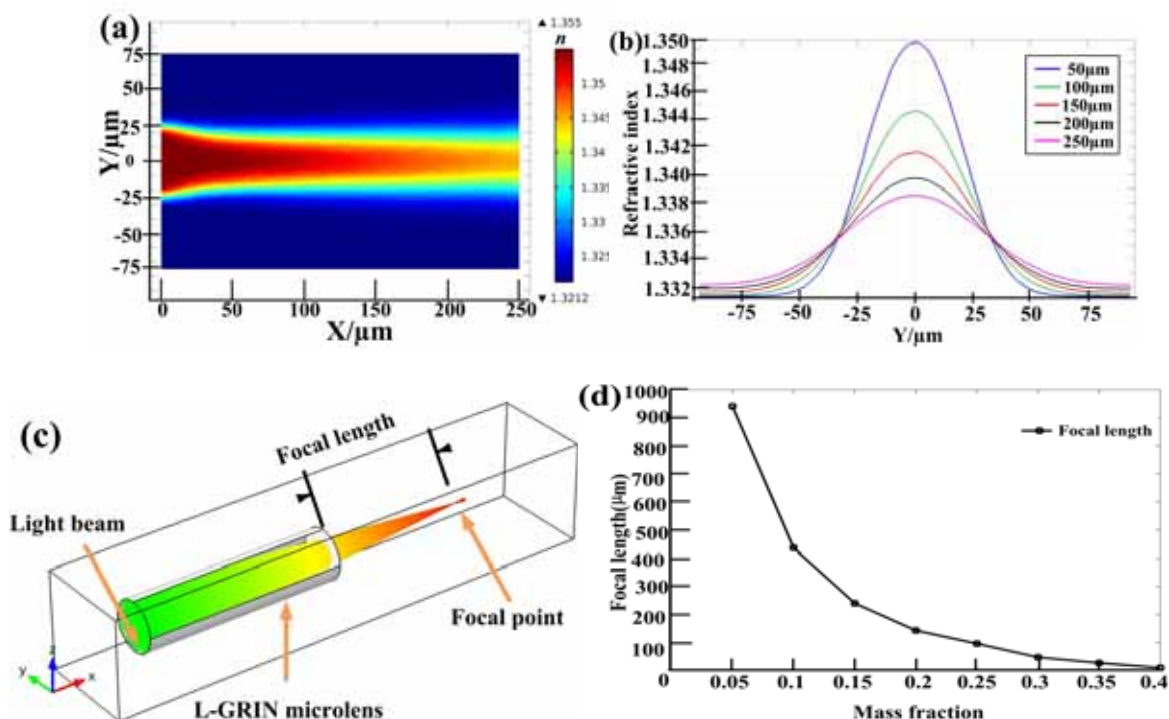 (a)
▲ 1.355
n
75
50
25
0
-25
-50
-75
Y/μm
0 50 100 150 200 250
X/μm
1.35
1.345
1.34
1.335
1.33
1.325
▼ 1.3212
(b)
1.350
1.348
1.344
1.342
1.340
1.338
1.336
1.334
1.332
Refractive index
-75 -50 -25 0 25 50 75
Y/μm
50μm
100μm
150μm
200μm
250μm
(c)
Focal length
Light beam
Focal point
L-GRIN microlens
z
y
x
(d)
1000
900
800
700
600
500
400
300
200
100
Focal length(μm)
Focal length
0 0.05 0.1 0.15 0.2 0.25 0.3 0.35 0.4
Mass fraction